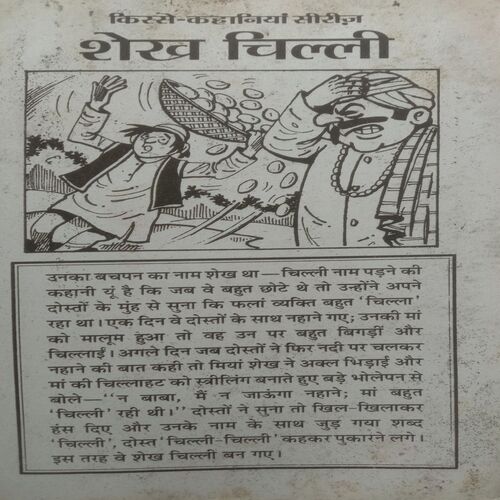 किस्से-कहानियां सीरीज़
शेख चिल्ली
उनका बचपन का नाम शेख था — चिल्ली नाम पड़ने की
कहानी यूं है कि जब वे बहुत छोटे थे तो उन्होंने अपने
दोस्तों के मुंह से सुना कि फलां व्यक्ति बहुत ‘चिल्ला’
रहा था। एक दिन वे दोस्तों के साथ नहाने गए; उनकी मां
को मालूम हुआ तो वह उन पर बहुत बिगड़ीं और
चिल्लाईं। अगले दिन जब दोस्तों ने फिर नदी पर चलकर
नहाने की बात कही तो मियां शेख ने अक्ल भिड़ाई और
मां की चिल्लाहट को स्त्रीलिंग बनाते हुए बड़े भोलेपन से
बोले — ‘‘न बाबा, मैं न जाऊंगा नहाने; मां बहुत
‘चिल्ली’ रही थी।’’ दोस्तों ने सुना तो खिल-खिलाकर
हंस दिए और उनके नाम के साथ जुड़ गया शब्द
‘चिल्ली’, दोस्त ‘चिल्ली-चिल्ली’ कहकर पुकारने लगे।
इस तरह वे शेख चिल्ली बन गए।